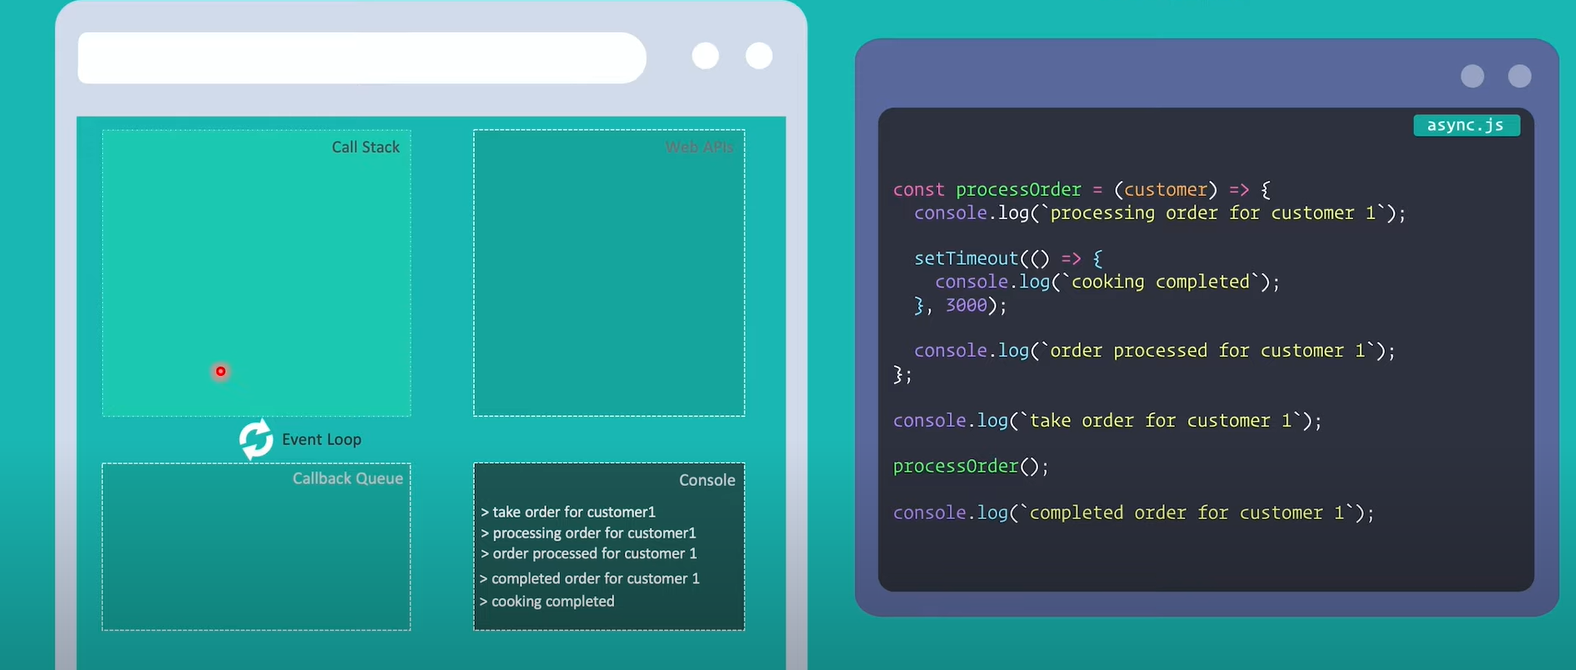 Call Stack
Web APIs
Event Loop
Callback Queue
Console
> take order for customer1
> processing order for customer1
> order processed for customer 1
> completed order for customer 1
> cooking completed
async.js
const processOrder = (customer) => {
  console.log(`processing order for customer 1`);
  setTimeout(() => {
    console.log(`cooking completed`);
  }, 3000);
  console.log(`order processed for customer 1`);
};
console.log(`take order for customer 1`);
processOrder();
console.log(`completed order for customer 1`);